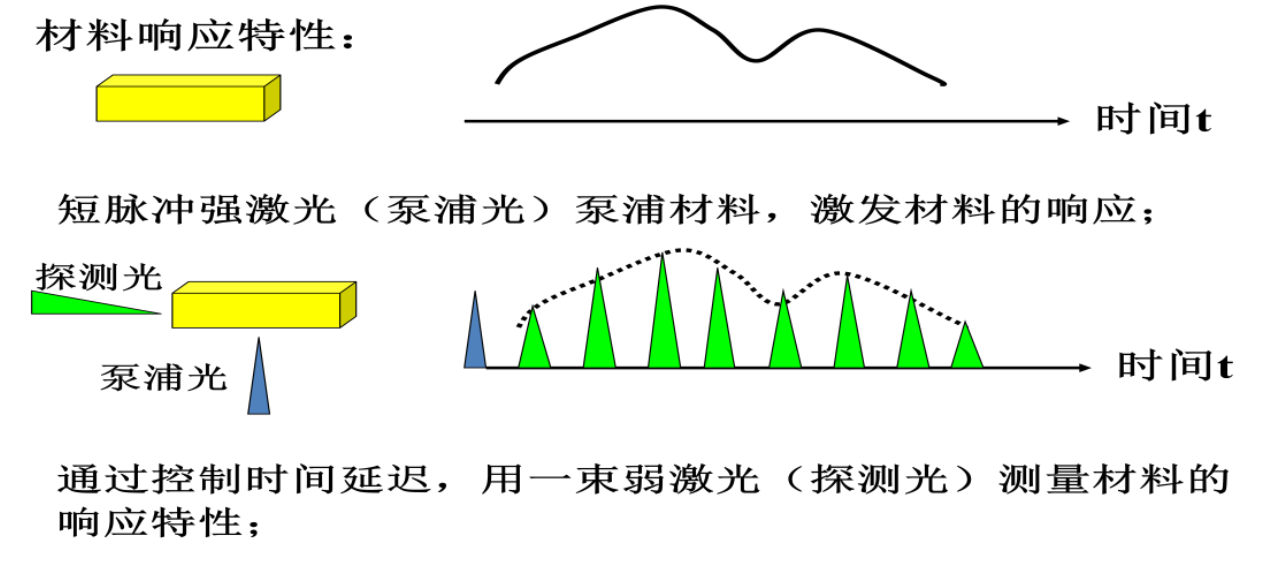 材料响应特性：
时间t
短脉冲强激光（泵浦光）泵浦材料，激发材料的响应；
探测光
泵浦光
时间t
通过控制时间延迟，用一束弱激光（探测光）测量材料的
响应特性；